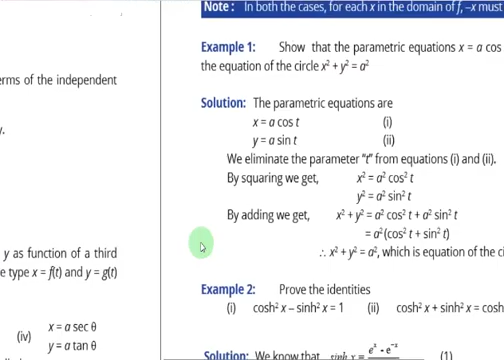 erms of the independent
y.
y as function of a third
e type x = f(t) and y = g(t)
(iv)
x = a sec θ
y = a tan θ
Note : In both the cases, for each x in the domain of f, –x must
Example 1: Show that the parametric equations x = a cos
the equation of the circle x² + y² = a²
Solution: The parametric equations are
x = a cos t (i)
y = a sin t (ii)
We eliminate the parameter “t” from equations (i) and (ii).
By squaring we get, x² = a² cos² t
y² = a² sin² t
By adding we get, x² + y² = a² cos² t + a² sin² t
= a² (cos² t + sin² t)
∴ x² + y² = a², which is equation of the ci
Example 2: Prove the identities
(i) cosh² x – sinh² x = 1 (ii) cosh² x + sinh² x = cosh
Solution: We know that sinh x = e^x - e^-x (1)